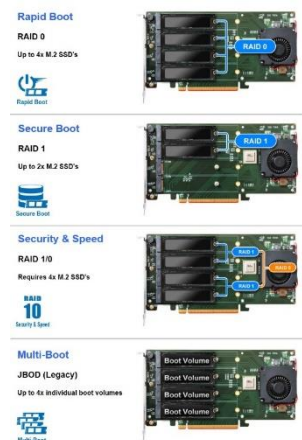 Rapid Boot
RAID 0
Up to 4x M.2 SSD's
RAID 0
Rapid Boot
Secure Boot
RAID 1
Up to 2x M.2 SSD's
RAID 1
Secure Boot
Security & Speed
RAID 1/0
Requires 4x M.2 SSD's
RAID 1
RAID 0
RAID 1
RAID
10
Security & Speed
Multi-Boot
JBOD (Legacy)
Up to 4x individual boot volumes
Boot Volume
Boot Volume
Boot Volume
Boot Volume
Multi-Boot